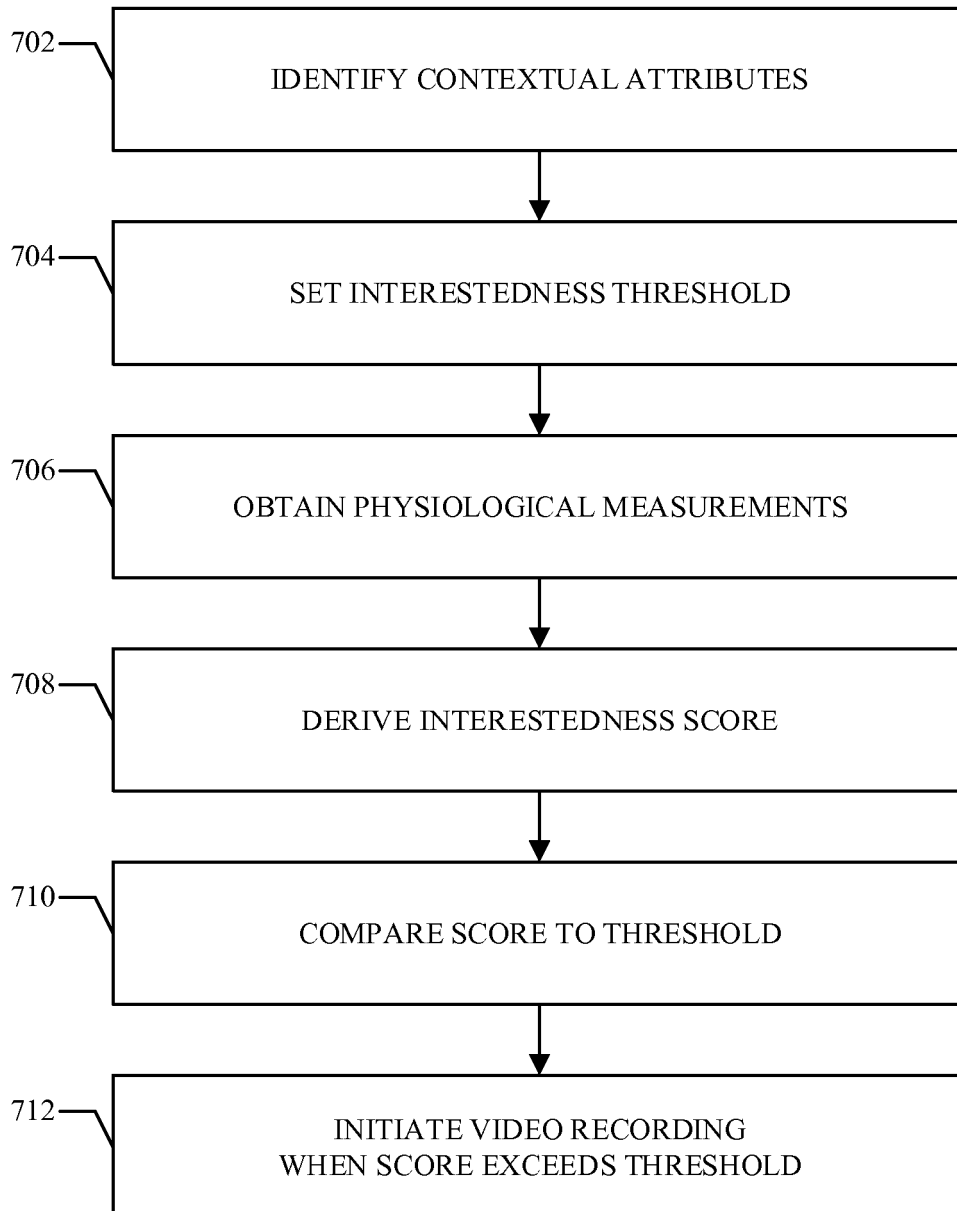 702
IDENTIFY CONTEXTUAL ATTRIBUTES
704
SET INTERESTEDNESS THRESHOLD
706
OBTAIN PHYSIOLOGICAL MEASUREMENTS
708
DERIVE INTERESTEDNESS SCORE
710
COMPARE SCORE TO THRESHOLD
712
INITIATE VIDEO RECORDING
WHEN SCORE EXCEEDS THRESHOLD